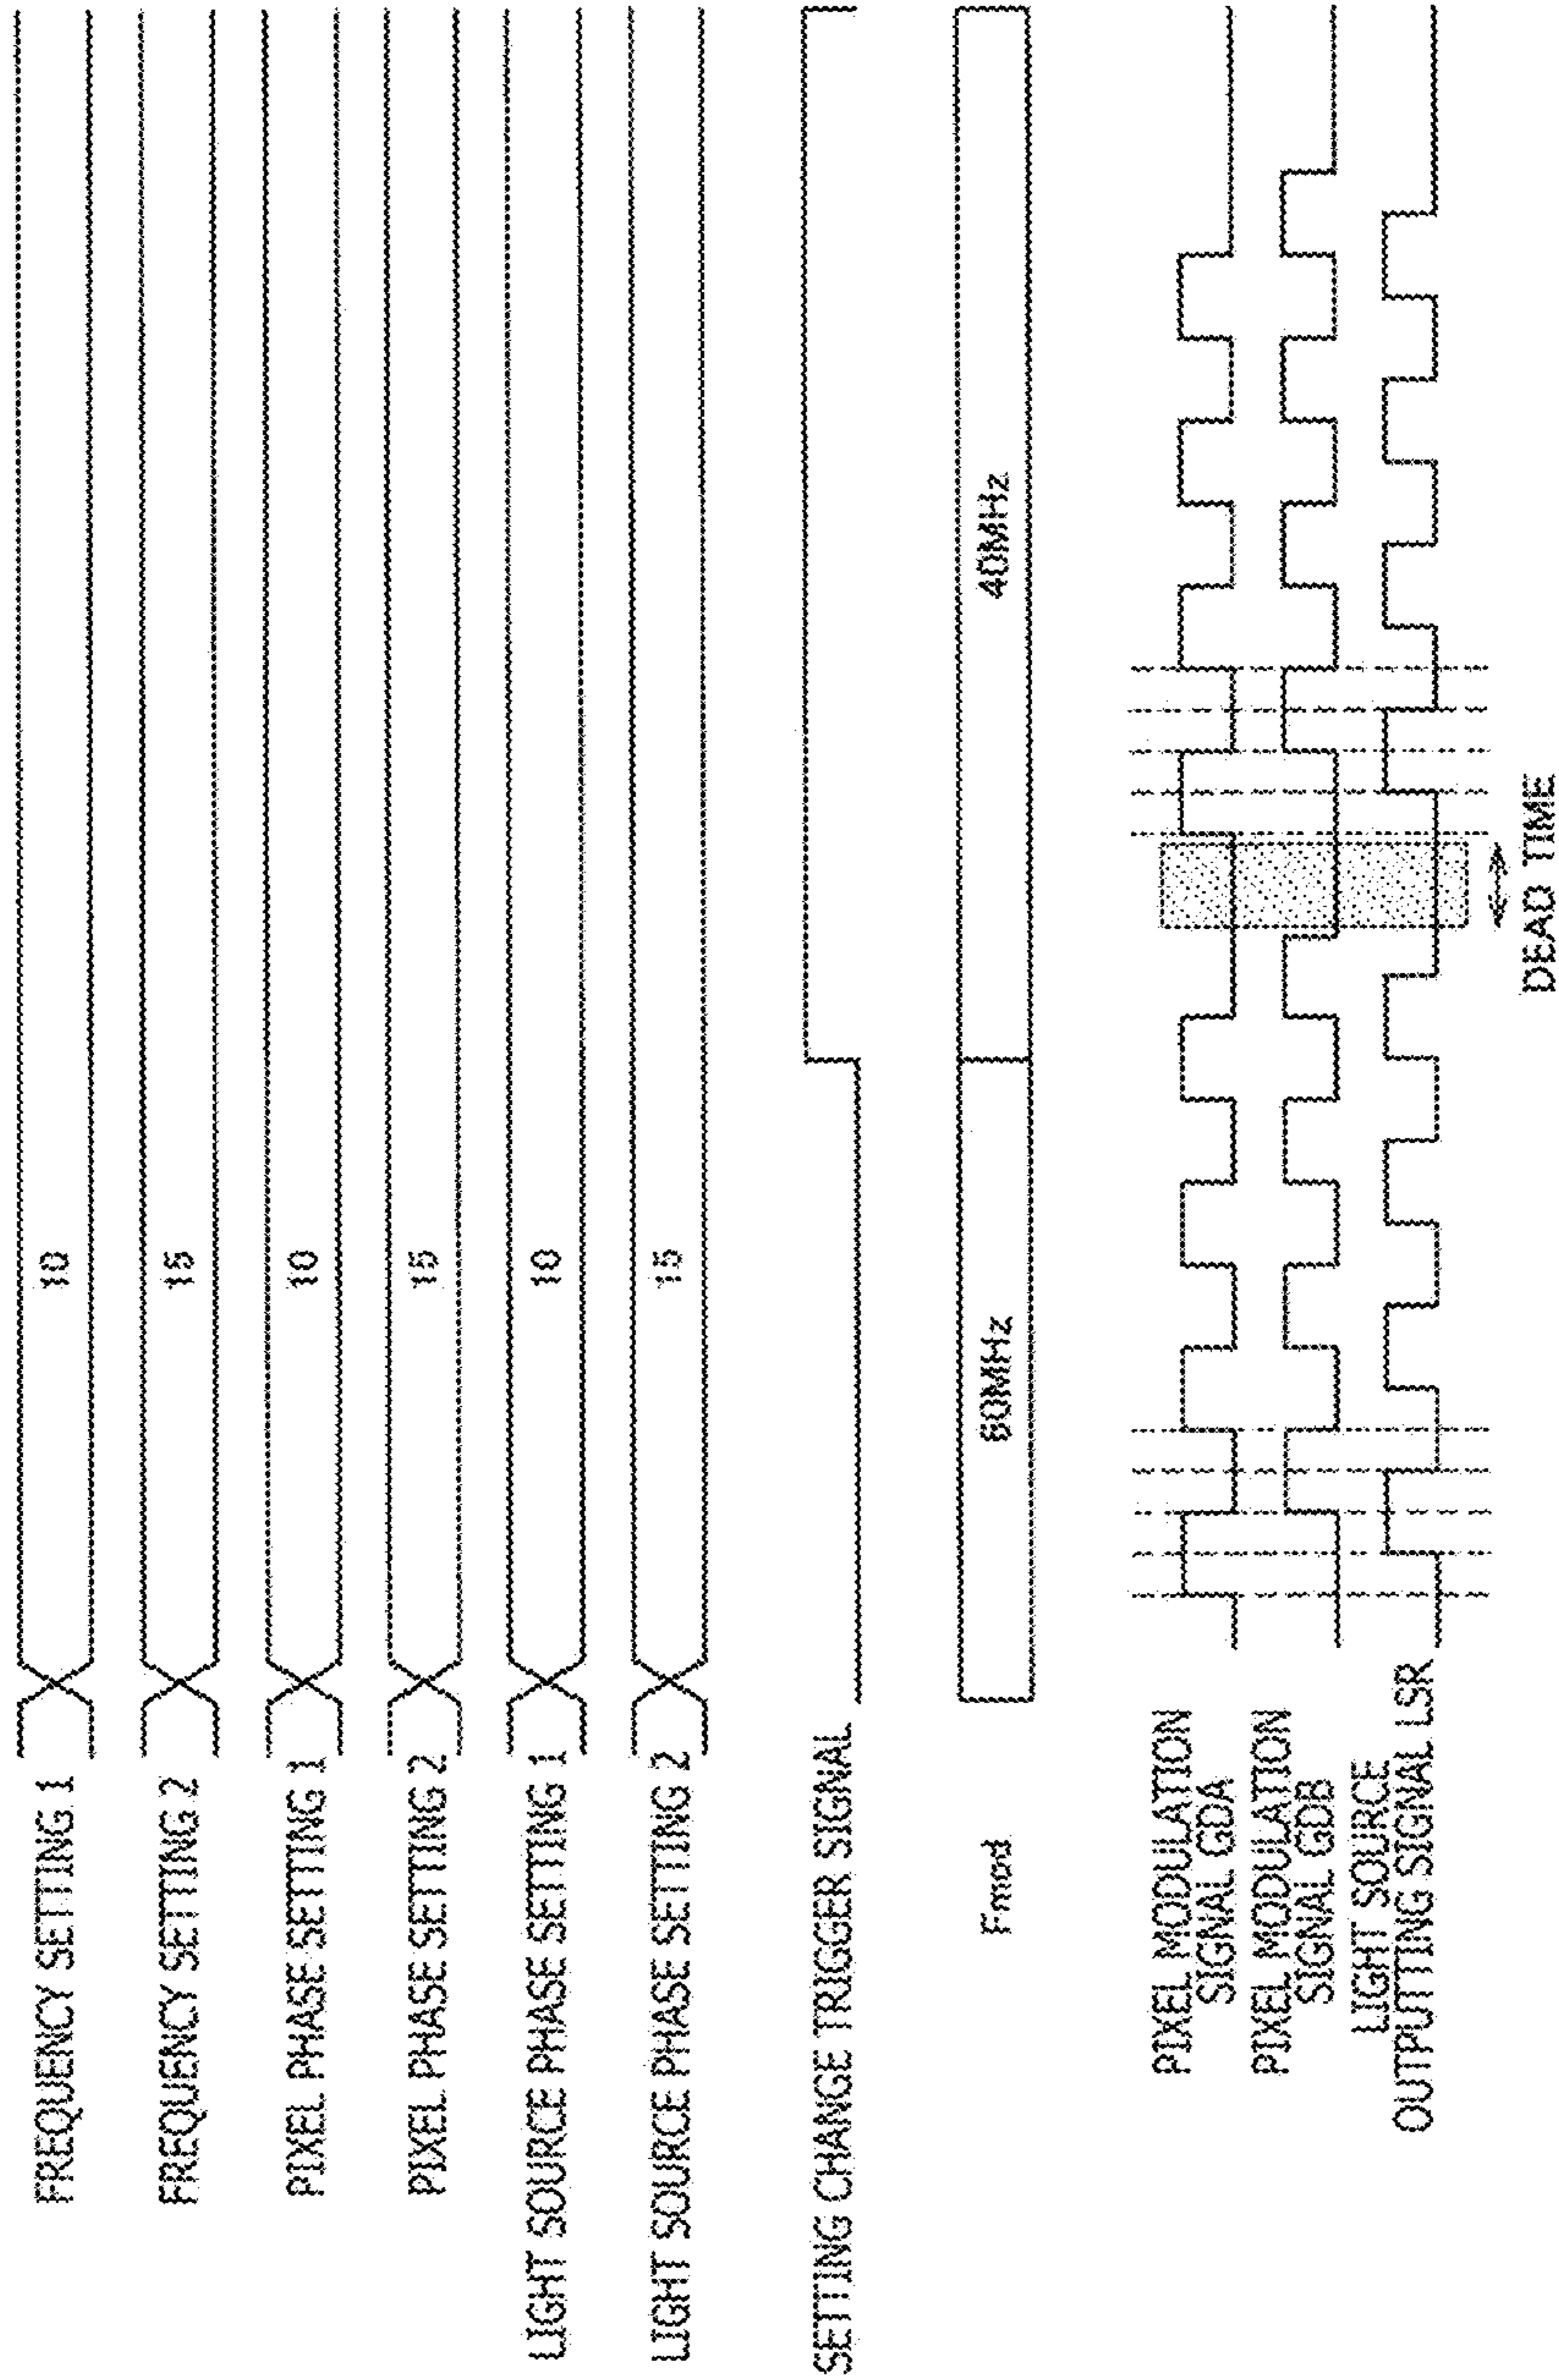 FREQUENCY SETTING 1
10
FREQUENCY SETTING 2
15
PIXEL PHASE SETTING 1
10
PIXEL PHASE SETTING 2
15
LIGHT SOURCE PHASE SETTING 1
10
LIGHT SOURCE PHASE SETTING 2
15
SETTING CHANGE TRIGGER SIGNAL
Fmod
60MHz
40MHz
PIXEL MODULATION
SIGNAL GDA
PIXEL MODULATION
SIGNAL GDB
LIGHT SOURCE
OUTPUTTING SIGNAL LSR
DEAD TIME